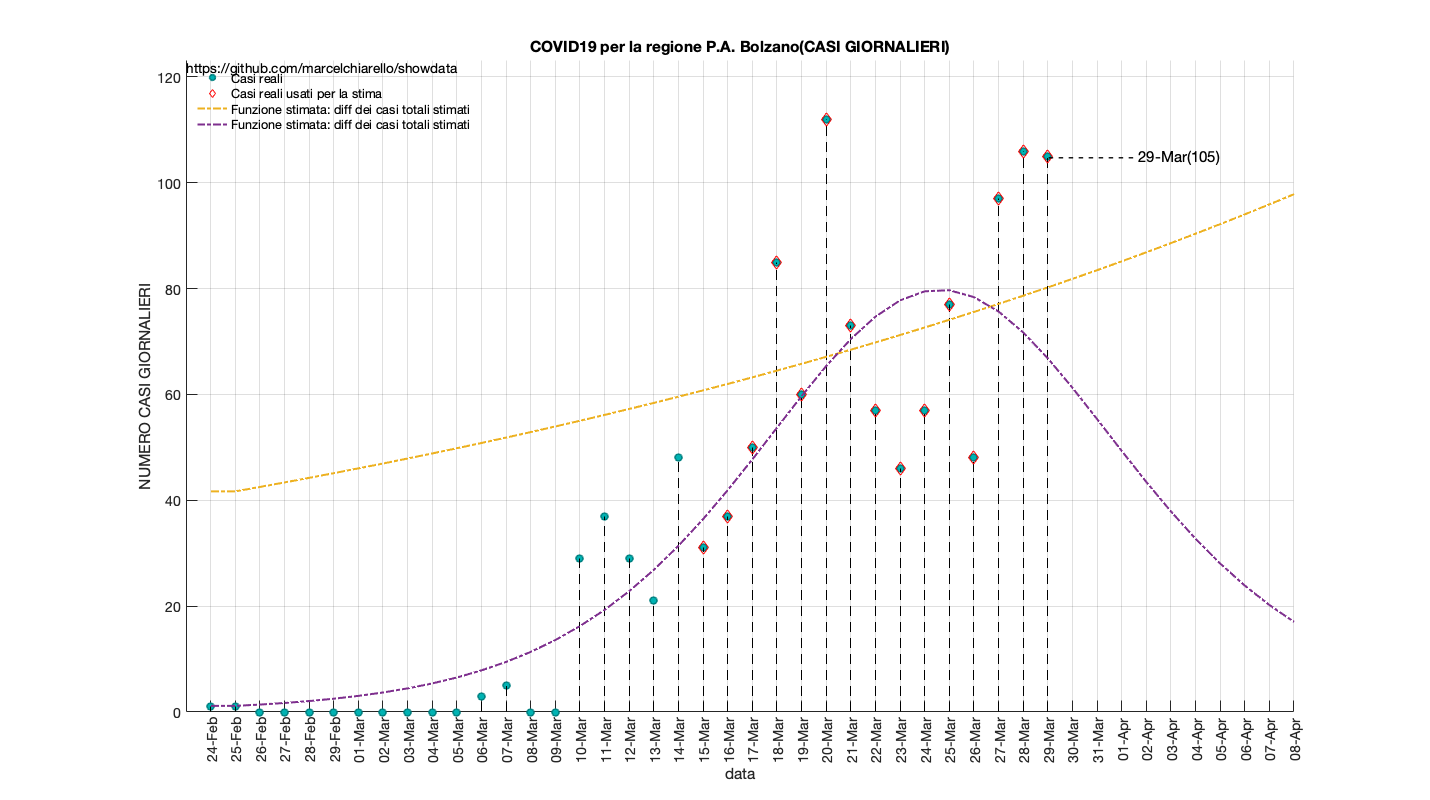 COVID19 per la regione P.A. Bolzano(CASI GIORNALIERI)
https://github.com/marcelchiarello/showdata
Casi reali
Casi reali usati per la stima
Funzione stimata: diff dei casi totali stimati
Funzione stimata: diff dei casi totali stimati
29-Mar(105)
NUMERO CASI GIORNALIERI
120
100
80
60
40
20
0
24-Feb
25-Feb
26-Feb
27-Feb
28-Feb
29-Feb
01-Mar
02-Mar
03-Mar
04-Mar
05-Mar
06-Mar
07-Mar
08-Mar
09-Mar
10-Mar
11-Mar
12-Mar
13-Mar
14-Mar
15-Mar
16-Mar
17-Mar
18-Mar
19-Mar
20-Mar
21-Mar
22-Mar
23-Mar
24-Mar
25-Mar
26-Mar
27-Mar
28-Mar
29-Mar
30-Mar
31-Mar
01-Apr
02-Apr
03-Apr
04-Apr
05-Apr
06-Apr
07-Apr
08-Apr
data